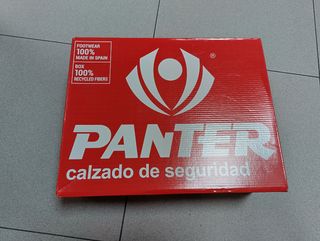 FOOTWEAR
100%
MADE IN SPAIN
BOX
100%
RECYCLED FIBERS
®
PANTER
calzado de seguridad